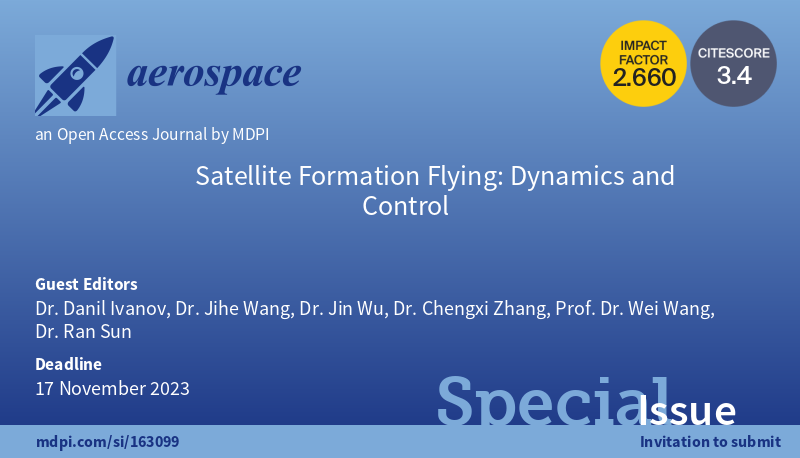 aerospace
IMPACT
FACTOR
2.660
CITESCORE
3.4
an Open Access Journal by MDPI
Satellite Formation Flying: Dynamics and
Control
Guest Editors
Dr. Danil Ivanov, Dr. Jihe Wang, Dr. Jin Wu, Dr. Chengxi Zhang, Prof. Dr. Wei Wang,
Dr. Ran Sun
Deadline
17 November 2023
Special Issue
mdpi.com/si/163099
Invitation to submit